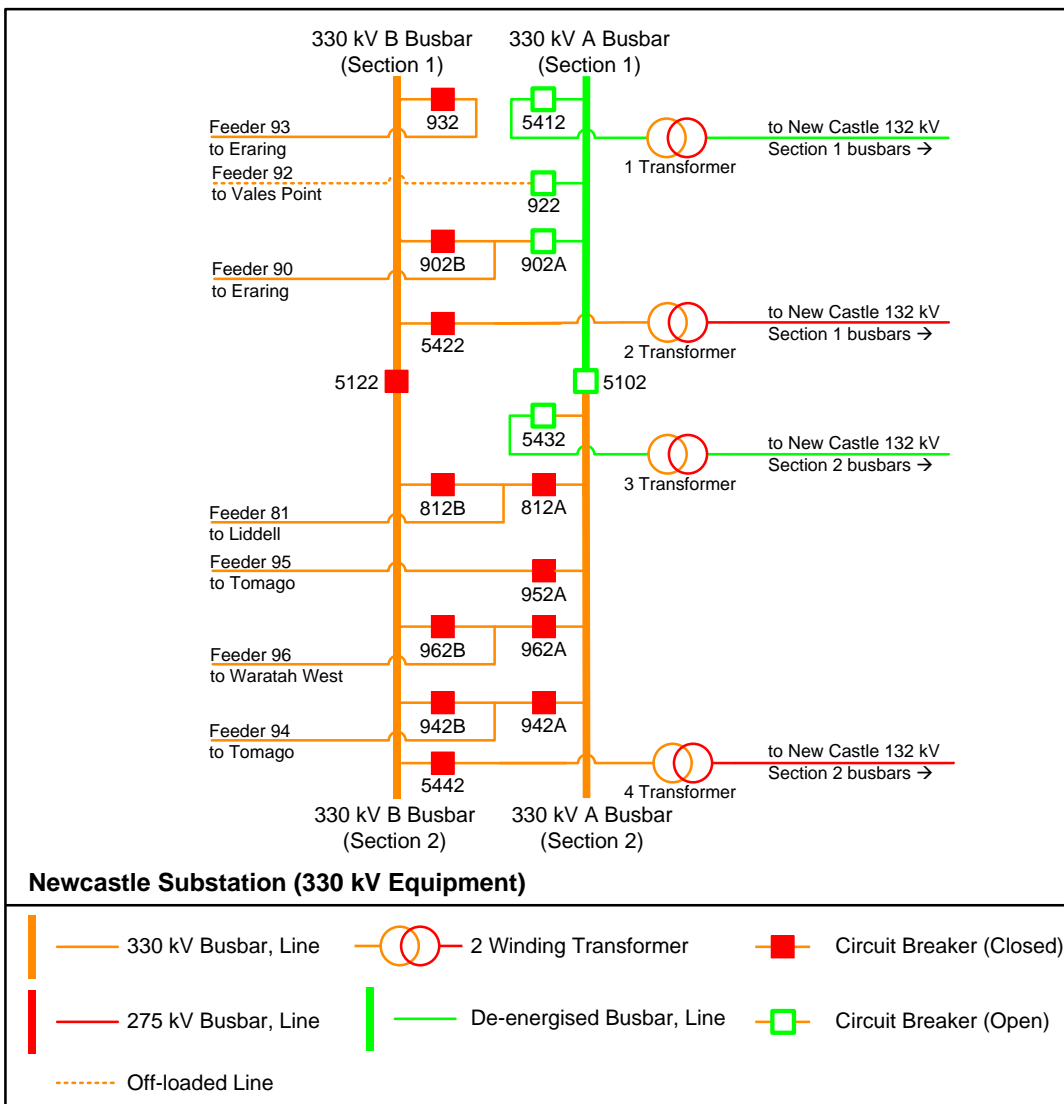 330 kV B Busbar
(Section 1)
330 kV A Busbar
(Section 1)
932
5412
Feeder 93
to Eraring
1 Transformer
to New Castle 132 kV
Section 1 busbars →
Feeder 92
to Vales Point
922
902B
902A
Feeder 90
to Eraring
5422
2 Transformer
to New Castle 132 kV
Section 1 busbars →
5122
5102
5432
3 Transformer
to New Castle 132 kV
Section 2 busbars →
812B
812A
Feeder 81
to Liddell
Feeder 95
to Tomago
952A
962B
962A
Feeder 96
to Waratah West
942B
942A
Feeder 94
to Tomago
5442
4 Transformer
to New Castle 132 kV
Section 2 busbars →
330 kV B Busbar
(Section 2)
330 kV A Busbar
(Section 2)
Newcastle Substation (330 kV Equipment)
330 kV Busbar, Line
2 Winding Transformer
Circuit Breaker (Closed)
275 kV Busbar, Line
De-energised Busbar, Line
Circuit Breaker (Open)
Off-loaded Line